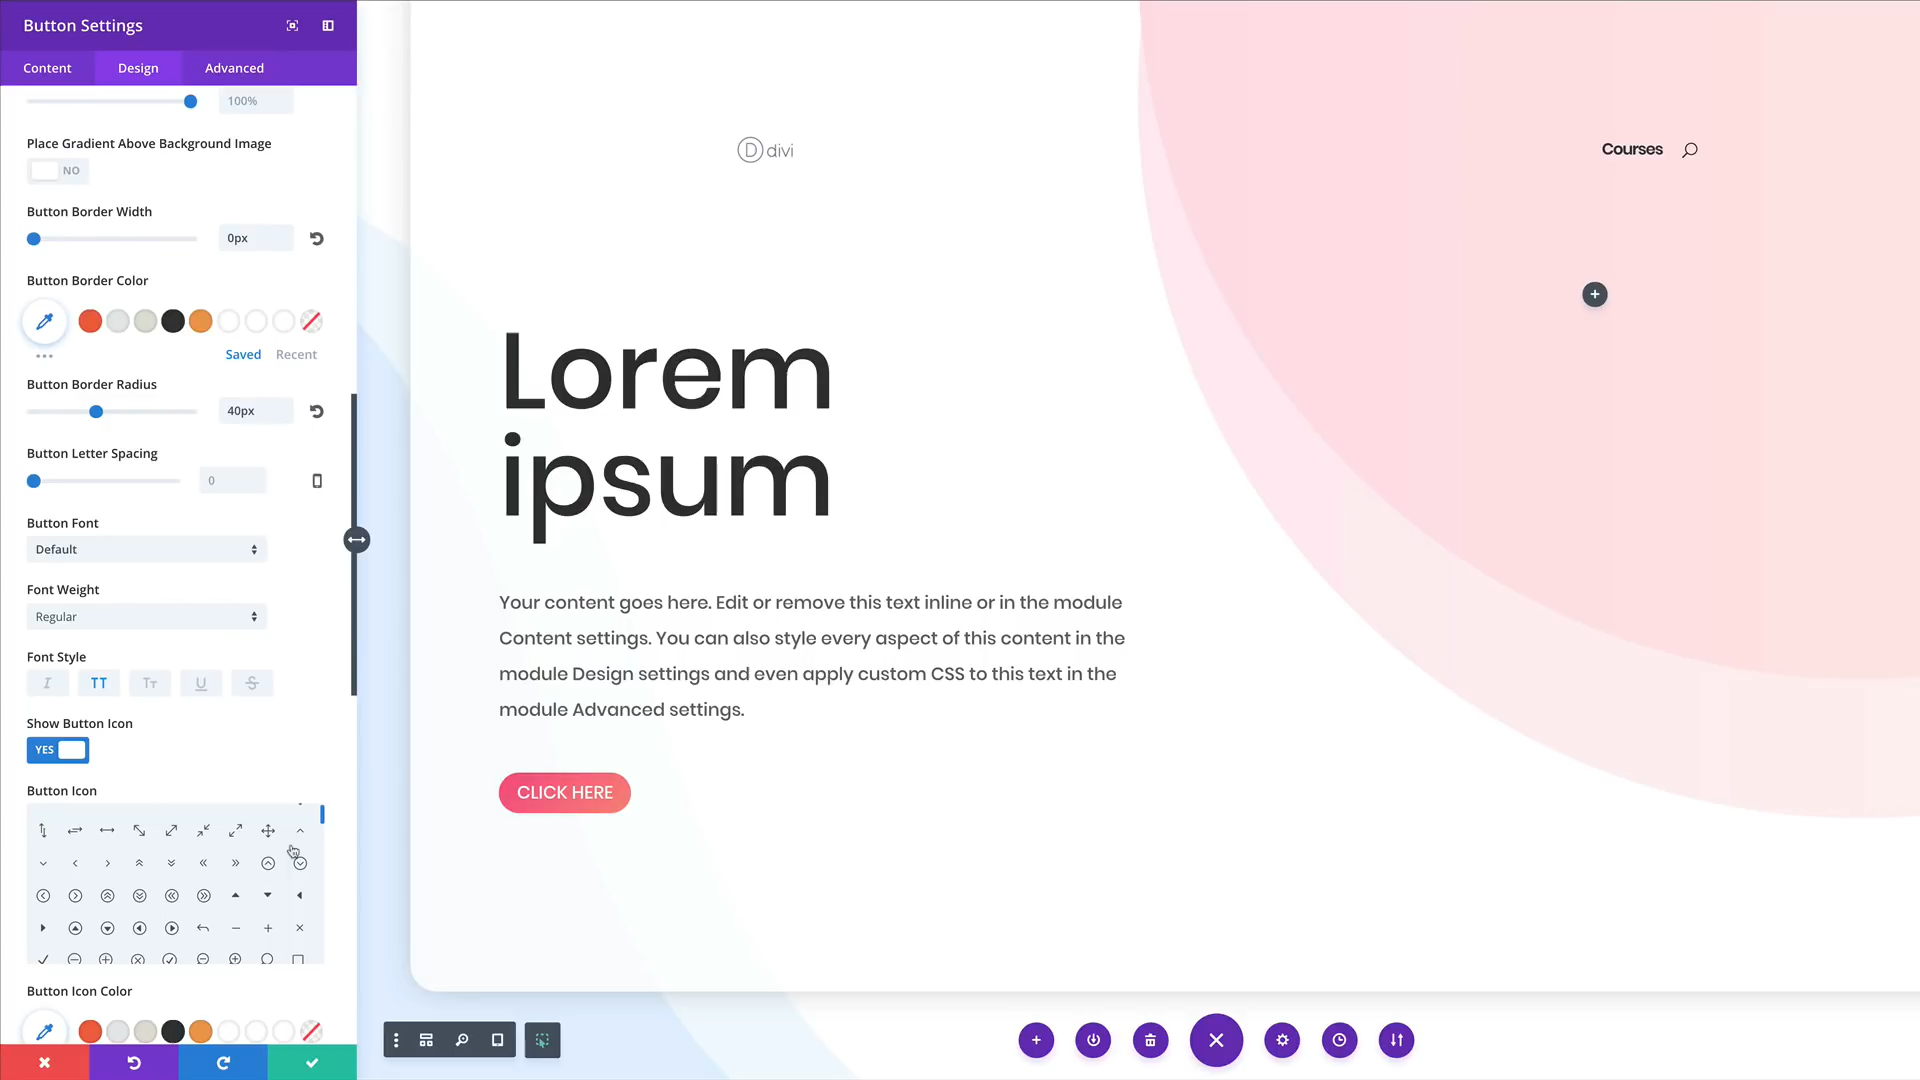 Button Settings
Content
Design
Advanced
100%
Place Gradient Above Background Image
NO
Button Border Width
0px
Button Border Color
Saved
Recent
Button Border Radius
40px
Button Letter Spacing
0
Button Font
Default
Font Weight
Regular
Font Style
I
TT
Tт
U
S
Show Button Icon
YES
Button Icon
Button Icon Color
D divi
Courses
Lorem
ipsum
Your content goes here. Edit or remove this text inline or in the module
Content settings. You can also style every aspect of this content in the
module Design settings and even apply custom CSS to this text in the
module Advanced settings.
CLICK HERE